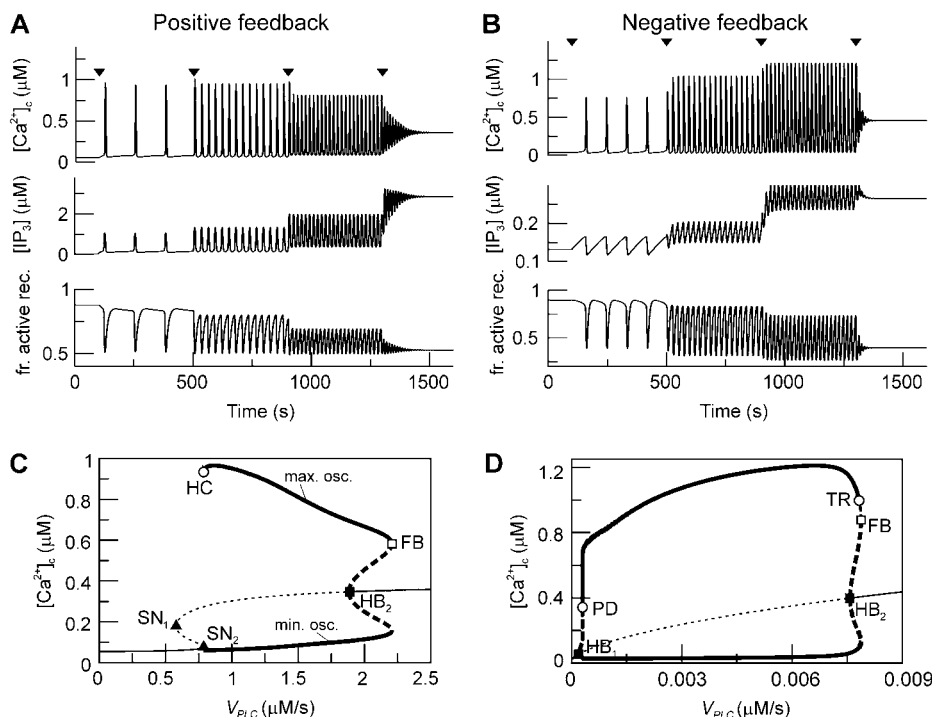 A Positive feedback
[Ca²⁺]c (μM)
1
0.5
0
[IP₃] (μM)
2
1
0
fr. active rec.
1
0.5
0 500 1000 1500
Time (s)
B Negative feedback
[Ca²⁺]c (μM)
1
0.5
0
[IP₃] (μM)
0.2
0.1
fr. active rec.
1
0.5
0 500 1000 1500
Time (s)
C
[Ca²⁺]c (μM)
1
0.8
0.6
0.4
0.2
0
HC
max. osc.
FB
HB₂
SN₁
SN₂
min. osc.
0 0.5 1 1.5 2 2.5
V_PLC (μM/s)
D
[Ca²⁺]c (μM)
1.2
0.8
0.4
0
TR
FB
PD
HB₂
HB₁
0 0.003 0.006 0.009
V_PLC (μM/s)